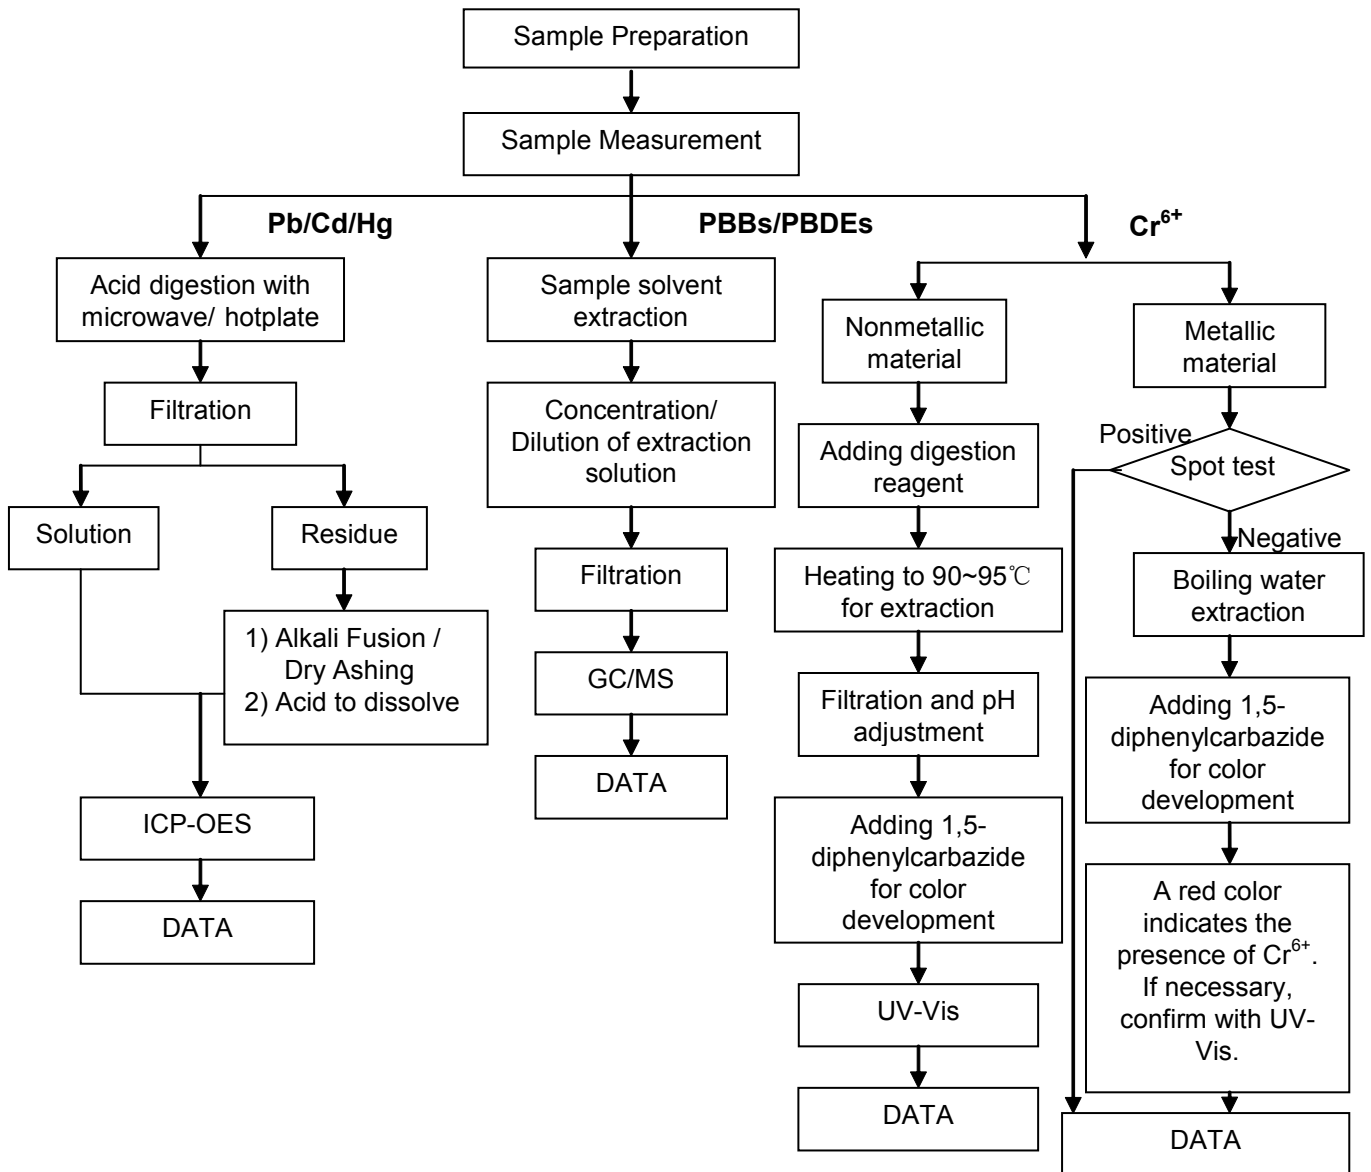 Sample Preparation
Sample Measurement
Pb/Cd/Hg
PBBs/PBDEs
Cr⁶⁺
Acid digestion with
microwave/ hotplate
Filtration
Solution
Residue
1) Alkali Fusion /
Dry Ashing
2) Acid to dissolve
ICP-OES
DATA
Sample solvent
extraction
Concentration/
Dilution of extraction
solution
Filtration
GC/MS
DATA
Nonmetallic
material
Adding digestion
reagent
Heating to 90~95℃
for extraction
Filtration and pH
adjustment
Adding 1,5-
diphenylcarbazide
for color
development
UV-Vis
DATA
Metallic
material
Positive
Spot test
Negative
Boiling water
extraction
Adding 1,5-
diphenylcarbazide
for color
development
A red color
indicates the
presence of Cr⁶⁺.
If necessary,
confirm with UV-
Vis.
DATA